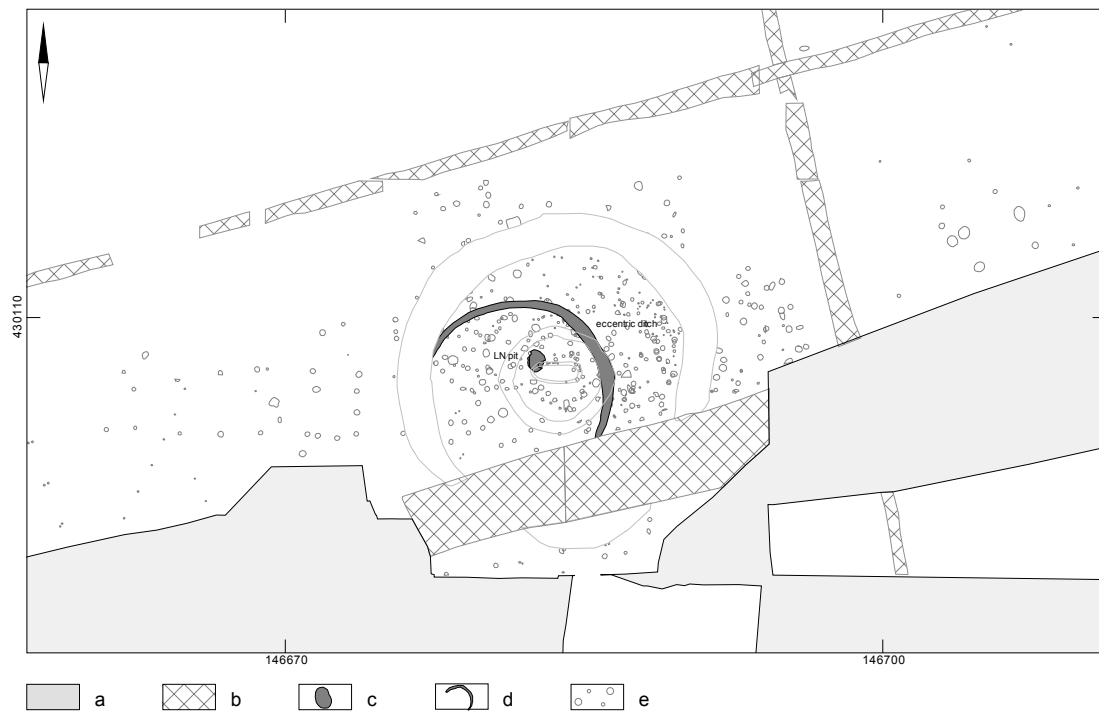 430110
eccentric ditch
LN pit
146670
146700
a
b
c
d
e